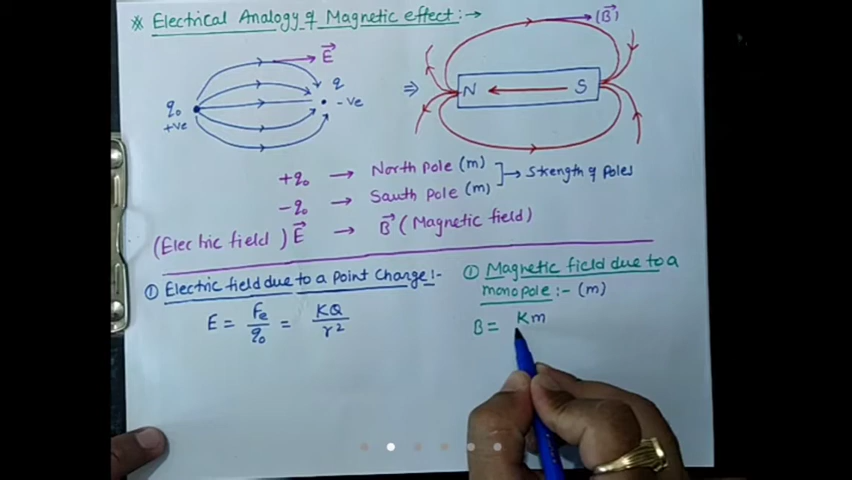 ※ Electrical Analogy of Magnetic effect :→
E⃗
(B⃗)
q₀
+ve
q
-ve
⇒
N
S
+q₀ → North pole (m)
-q₀ → Sauth pole (m)
→ Strength of Poles
(Electric field) E⃗ → B⃗ (Magnetic field)
① Electric field due to a point Charge :-
E = Fe/q₀ = KQ/r²
① Magnetic field due to a
monopole :- (m)
B = Km